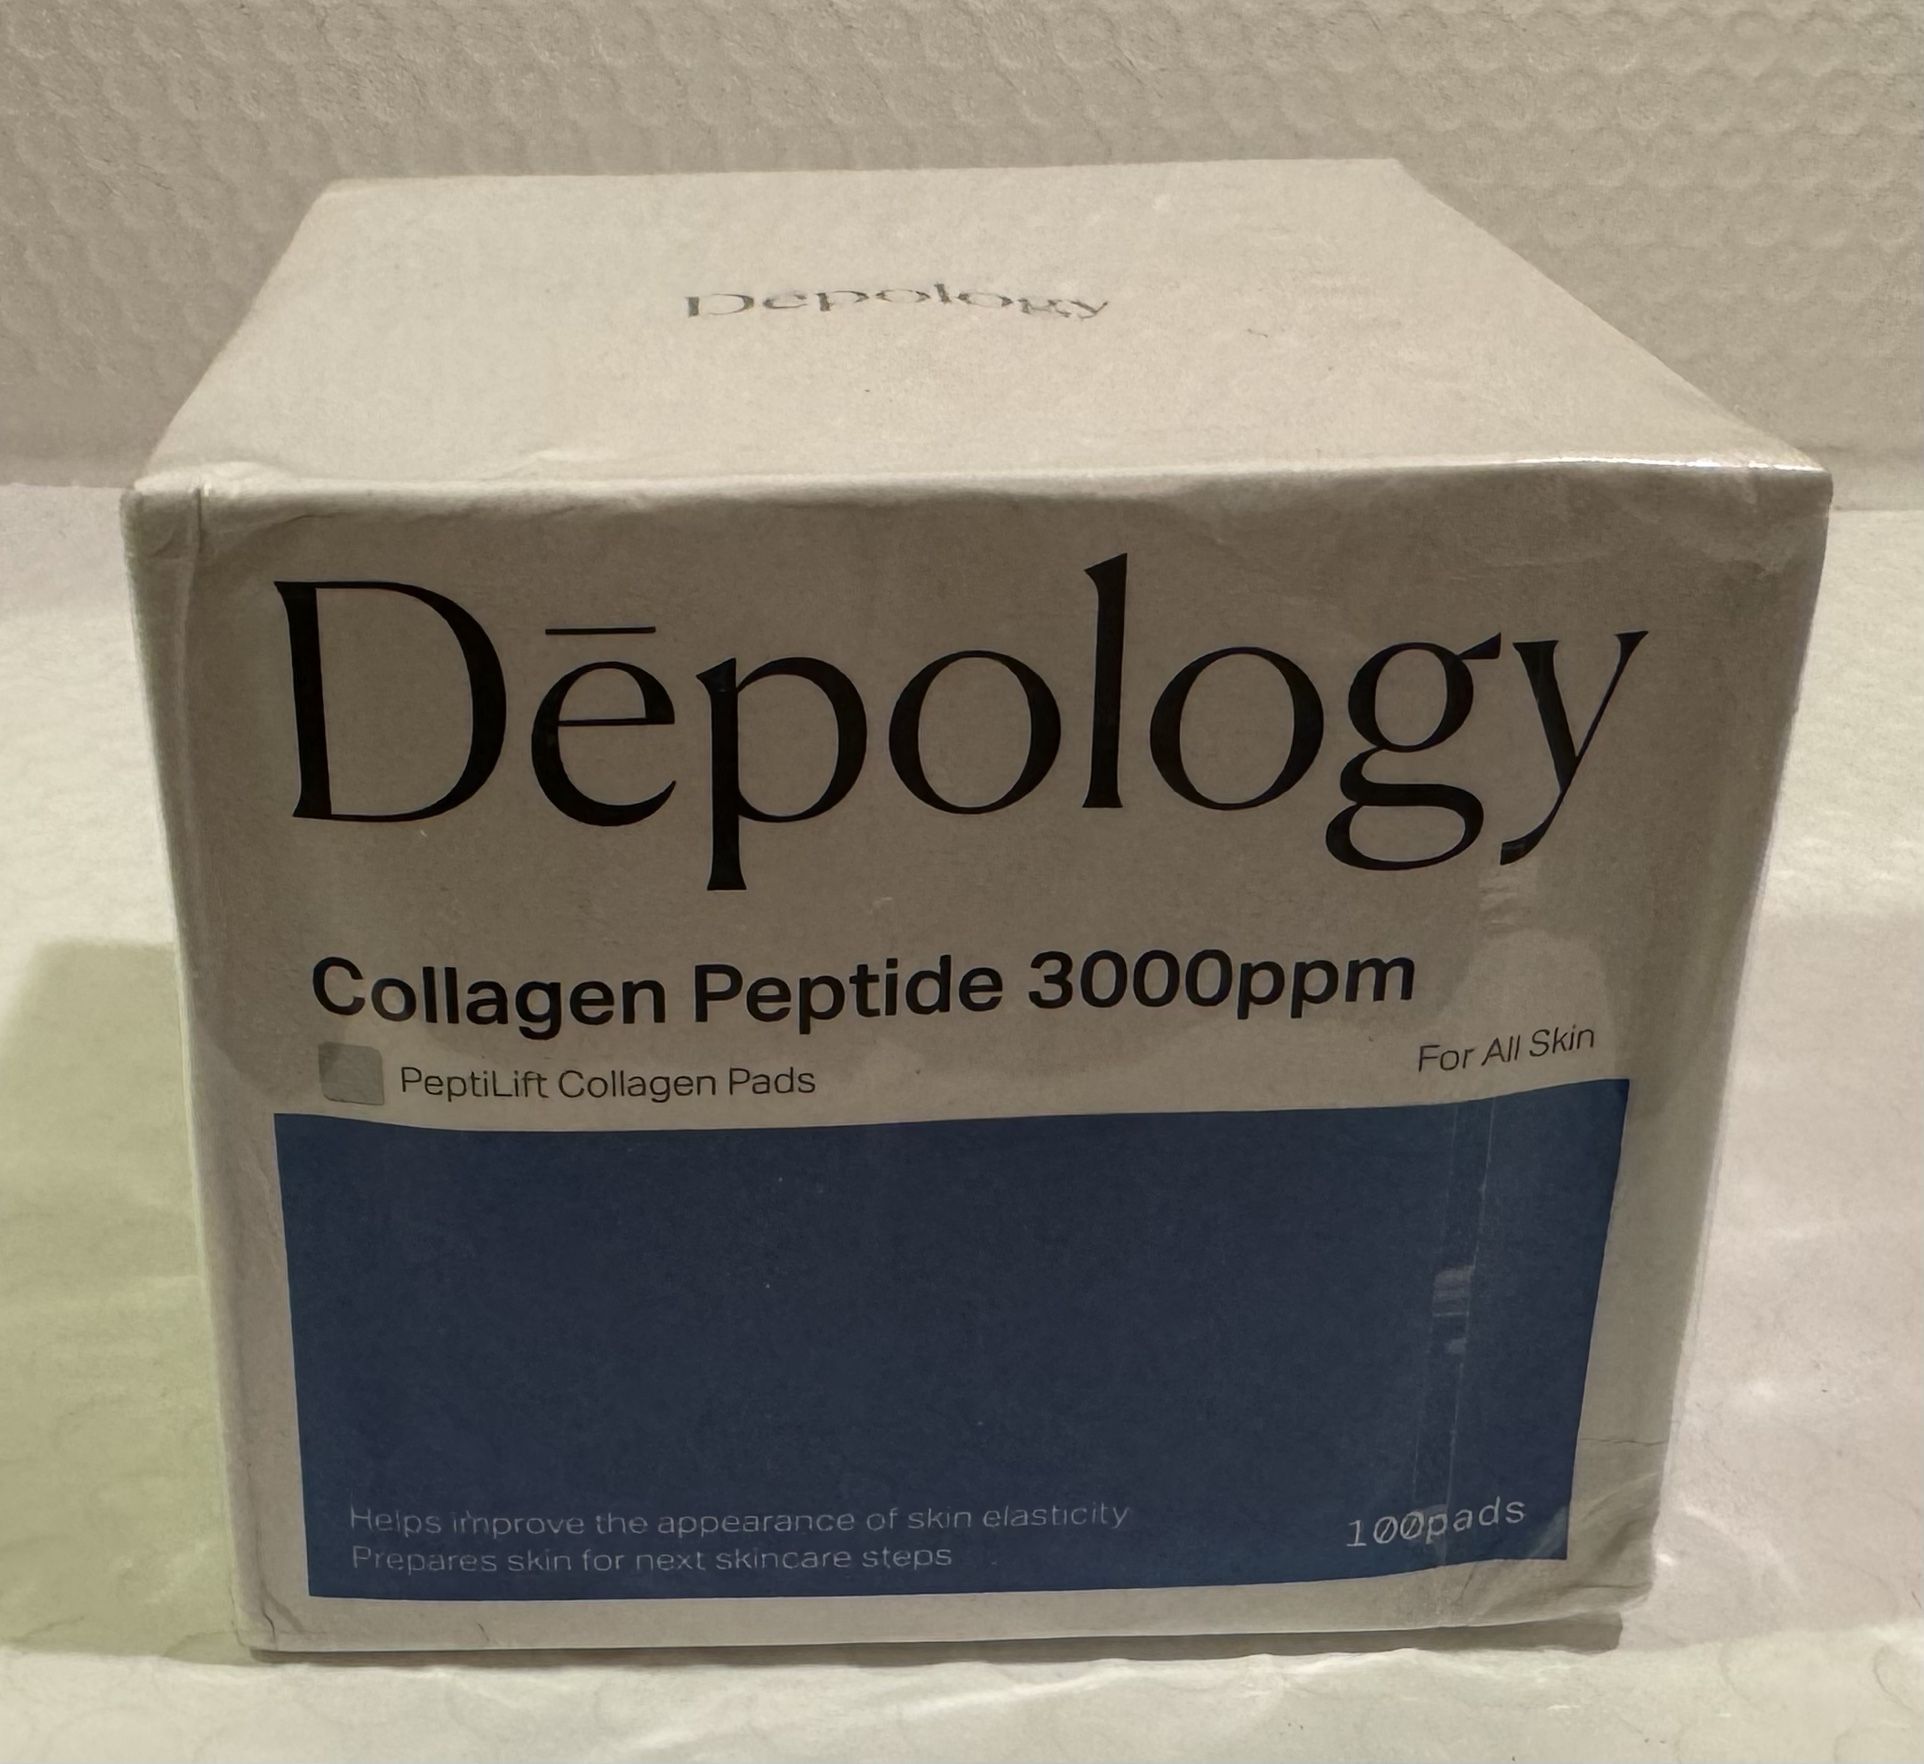 Depology
Dēpology
Collagen Peptide 3000ppm
For All Skin
PeptiLift Collagen Pads
Helps improve the appearance of skin elasticity
Prepares skin for next skincare steps
100pads